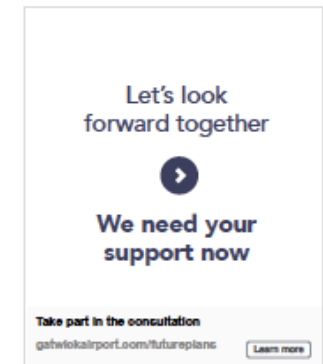 Let's look
forward together
We need your
support now
Take part in the consultation
gatwickairport.com/futureplans
Learn more